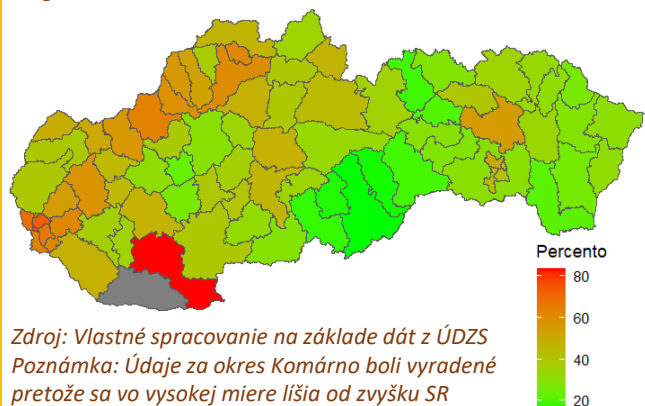 Percento
80
60
40
20
Zdroj: Vlastné spracovanie na základe dát z ÚDZS
Poznámka: Údaje za okres Komárno boli vyradené
pretože sa vo vysokej miere líšia od zvyšku SR